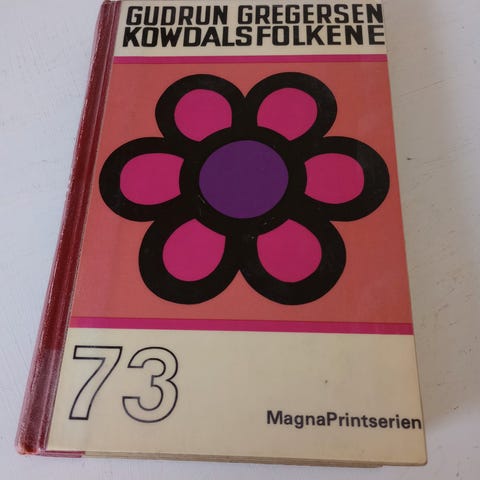 GUDRUN GREGERSEN
KOWDALSFOLKENE
73
MagnaPrintserien